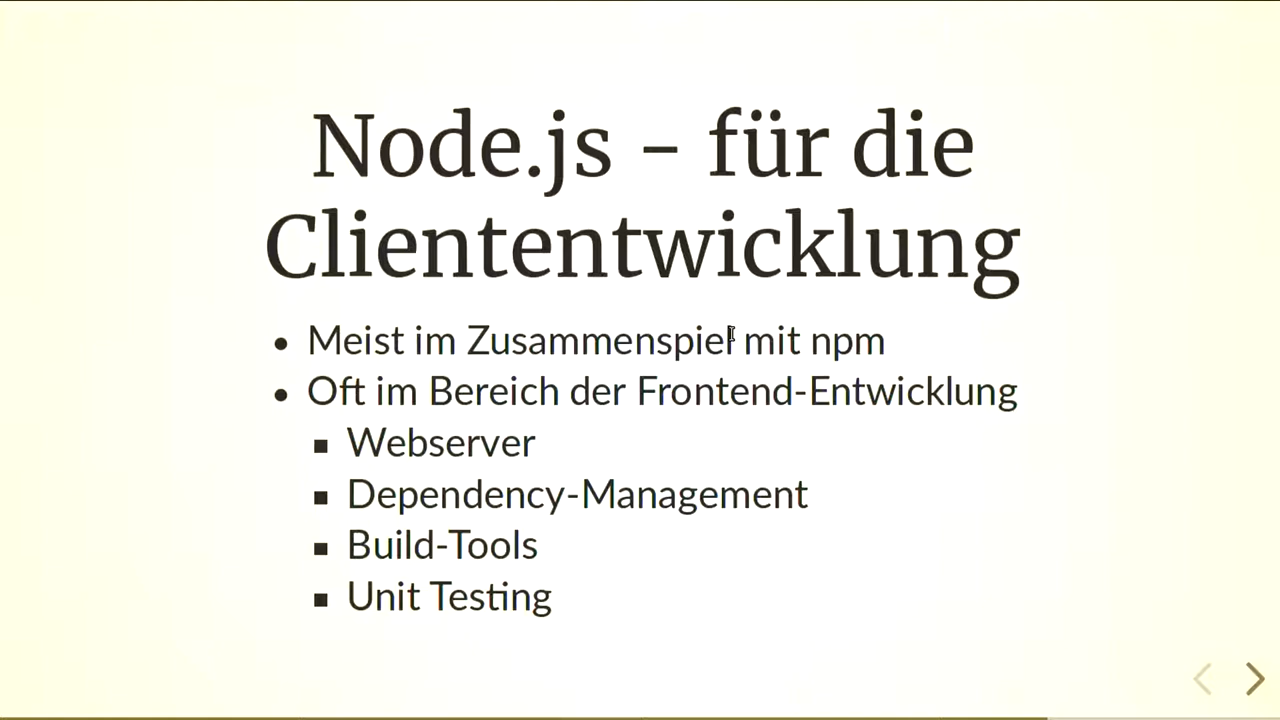 Node.js - für die
Cliententwicklung
Meist im Zusammenspiel mit npm
Oft im Bereich der Frontend-Entwicklung
Webserver
Dependency-Management
Build-Tools
Unit Testing